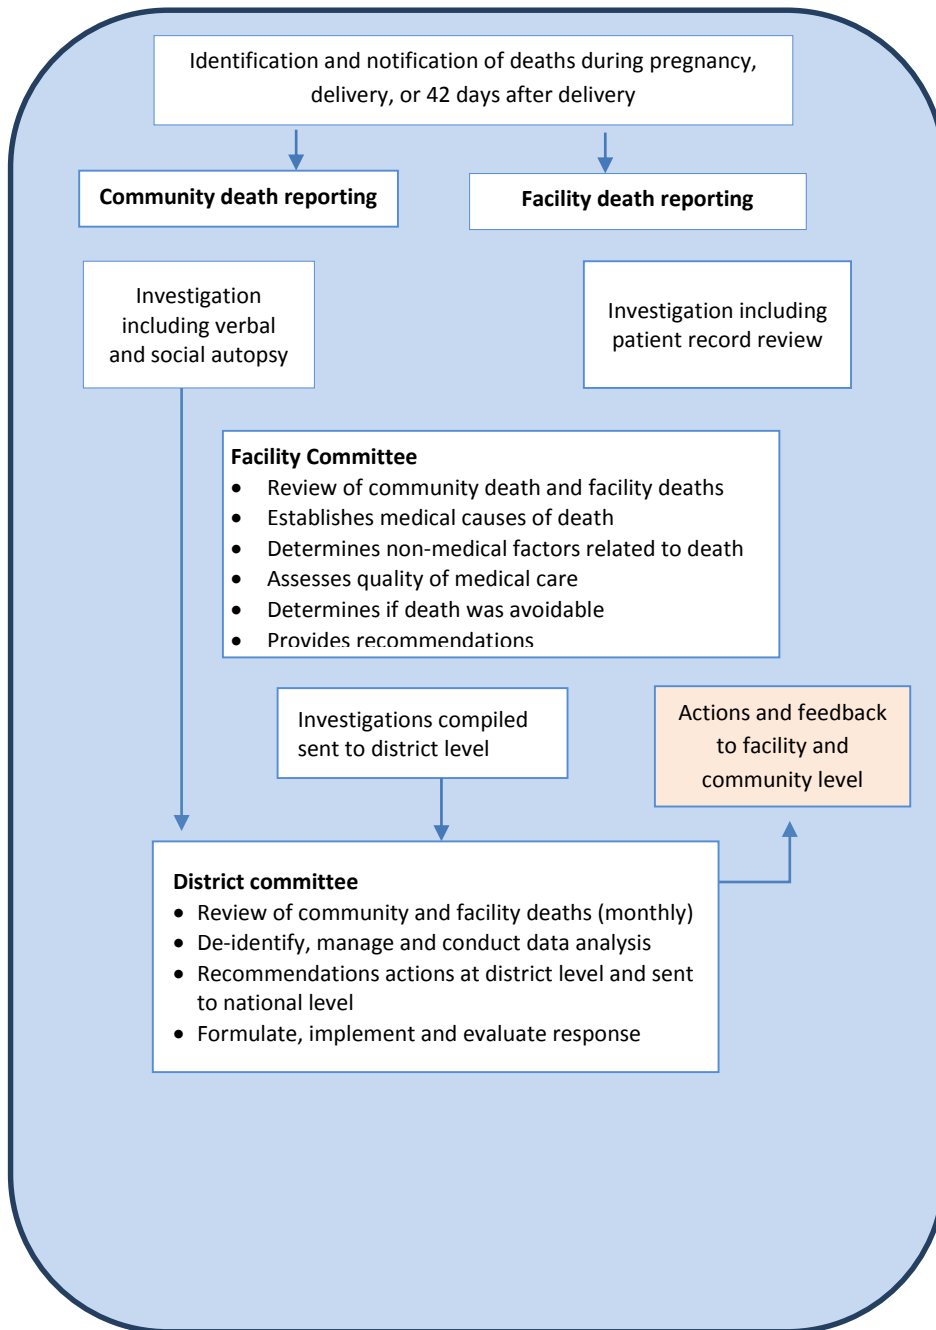 Identification and notification of deaths during pregnancy,
delivery, or 42 days after delivery
Community death reporting
Facility death reporting
Investigation
including verbal
and social autopsy
Investigation including
patient record review
Facility Committee
• Review of community death and facility deaths
• Establishes medical causes of death
• Determines non-medical factors related to death
• Assesses quality of medical care
• Determines if death was avoidable
• Provides recommendations
Investigations compiled
sent to district level
Actions and feedback
to facility and
community level
District committee
• Review of community and facility deaths (monthly)
• De-identify, manage and conduct data analysis
• Recommendations actions at district level and sent
to national level
• Formulate, implement and evaluate response